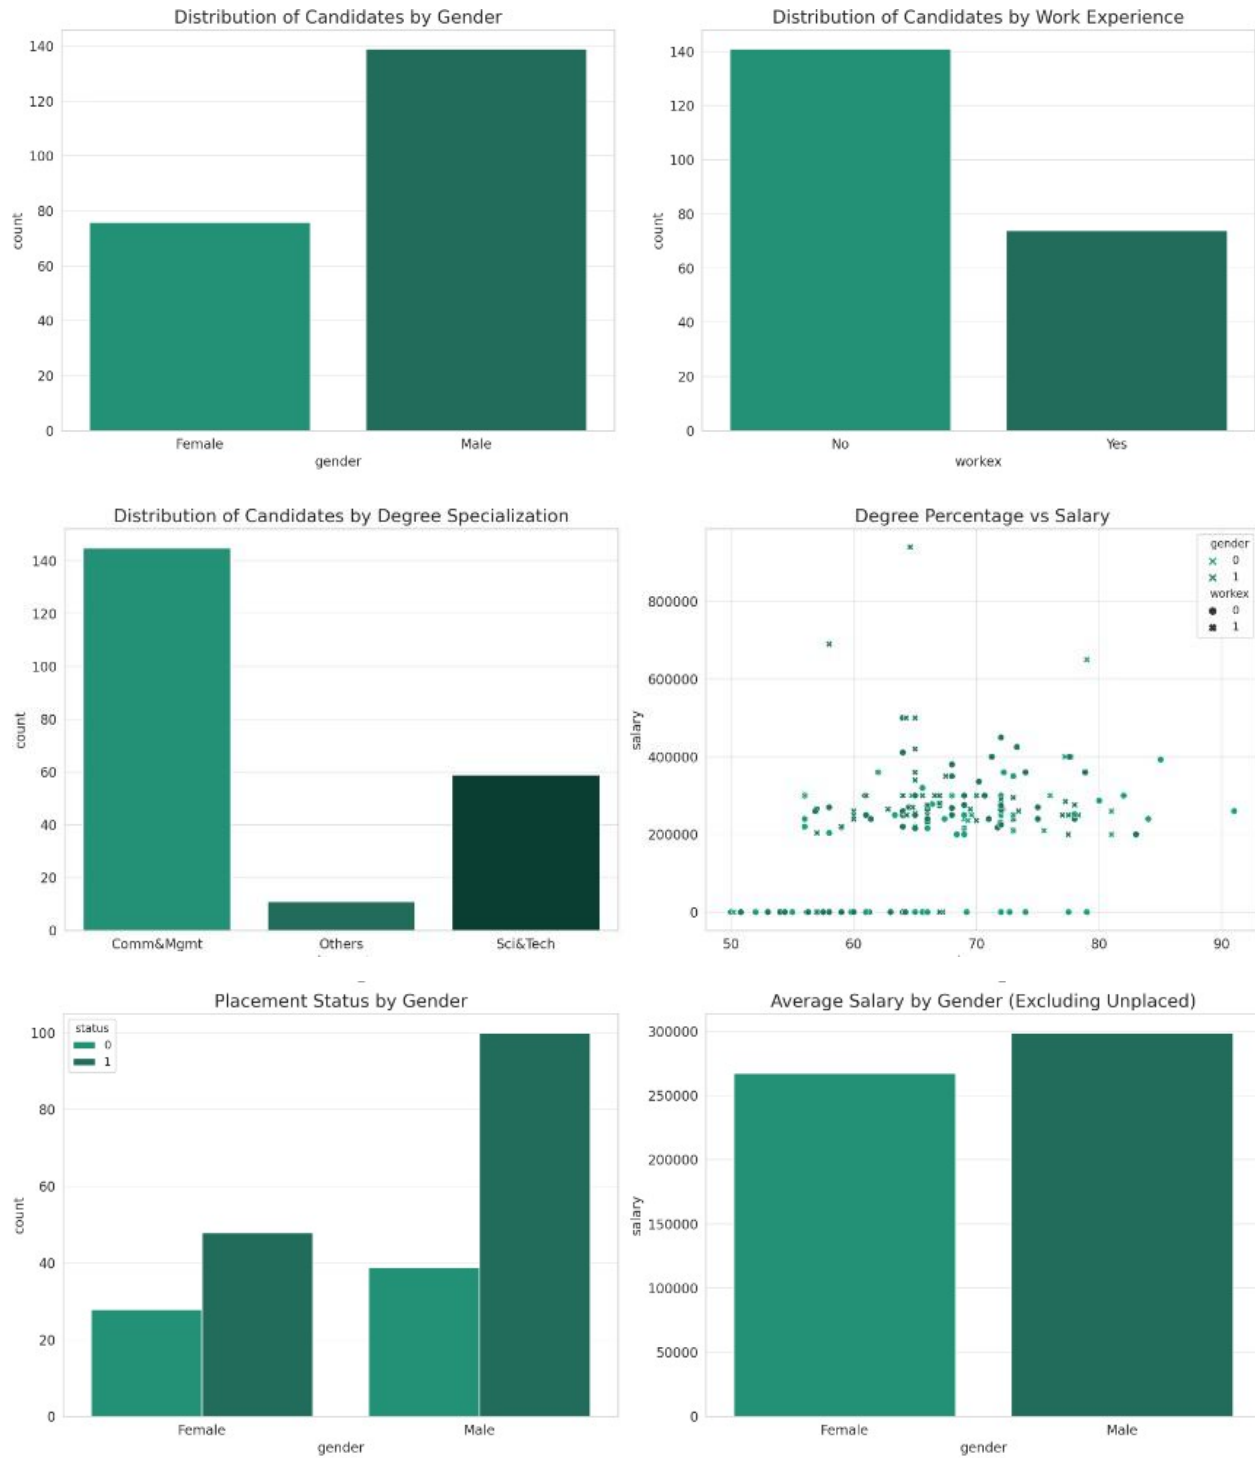 Distribution of Candidates by Gender
140
120
100
80
60
40
20
0
count
Female
Male
gender
Distribution of Candidates by Work Experience
140
120
100
80
60
40
20
0
count
No
Yes
workex
Distribution of Candidates by Degree Specialization
140
120
100
80
60
40
20
0
count
Comm&Mgmt
Others
Sci&Tech
Degree Percentage vs Salary
gender
0
1
workex
0
1
800000
600000
400000
200000
0
salary
50
60
70
80
90
Placement Status by Gender
status
0
1
100
80
60
40
20
0
count
Female
Male
gender
Average Salary by Gender (Excluding Unplaced)
300000
250000
200000
150000
100000
50000
0
salary
Female
Male
gender